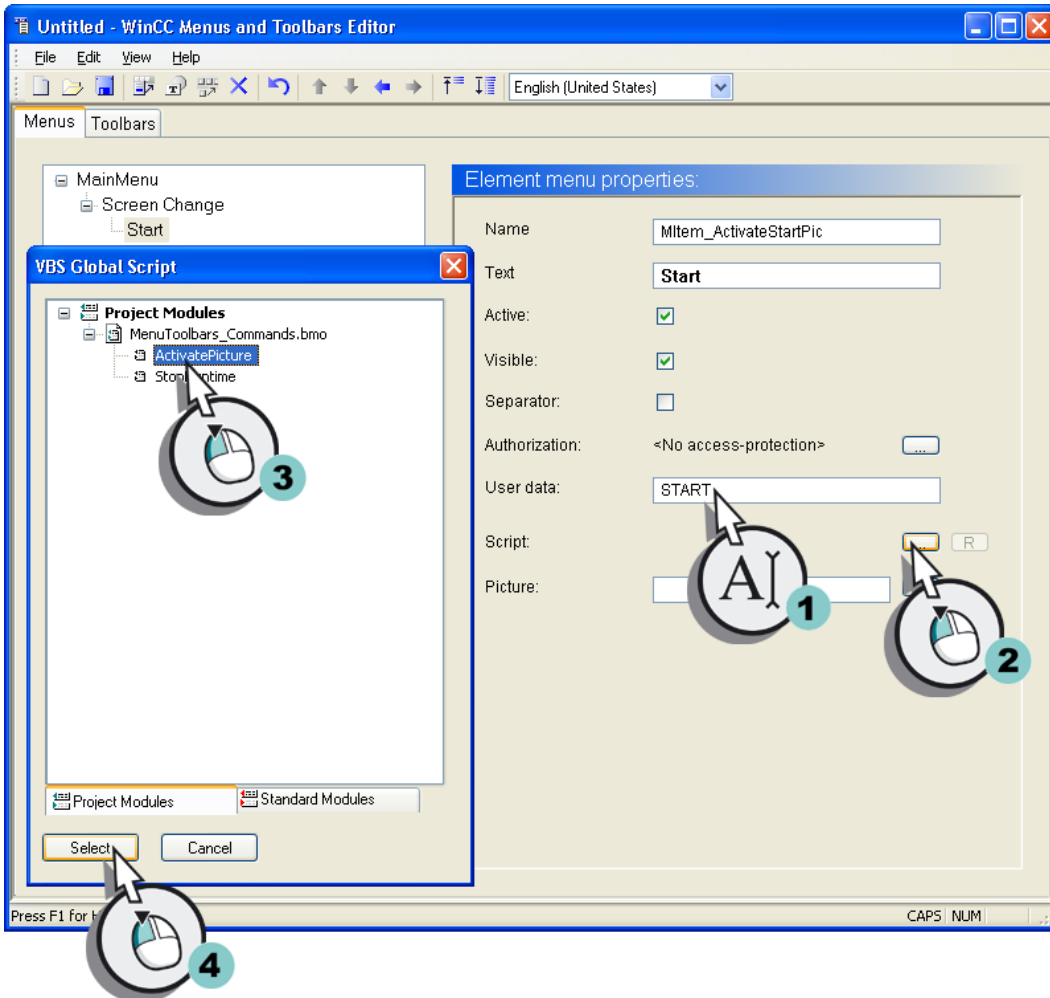 Untitled - WinCC Menus and Toolbars Editor
File Edit View Help
English (United States)
Menus Toolbars
MainMenu
Screen Change
Start
Element menu properties:
Name MItem_ActivateStartPic
Text Start
Active:
Visible:
Separator:
Authorization: <No access-protection> ...
User data: START
Script: ... R
Picture:
VBS Global Script
Project Modules
MenuToolbars_Commands.bmo
ActivatePicture
Project Modules Standard Modules
Select Cancel
Press F1 for
CAPS NUM
A
1
2
3
4